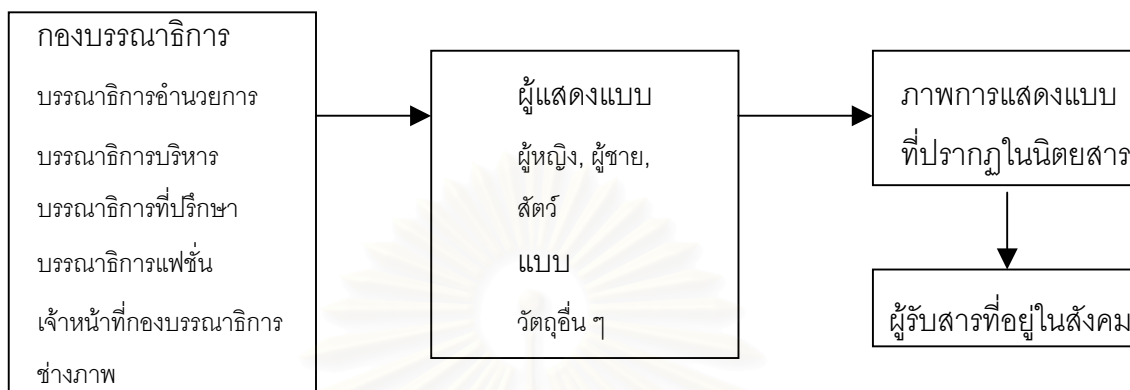 กองบรรณาธิการ
บรรณาธิการอำนวยการ
บรรณาธิการบริหาร
บรรณาธิการที่ปรึกษา
บรรณาธิการแฟชั่น
เจ้าหน้าที่กองบรรณาธิการ
ช่างภาพ
ผู้แสดงแบบ
ผู้หญิง, ผู้ชาย,
สัตว์
แบบ
วัตถุอื่น ๆ
ภาพการแสดงแบบ
ที่ปรากฏในนิตยสาร
ผู้รับสารที่อยู่ในสังคม